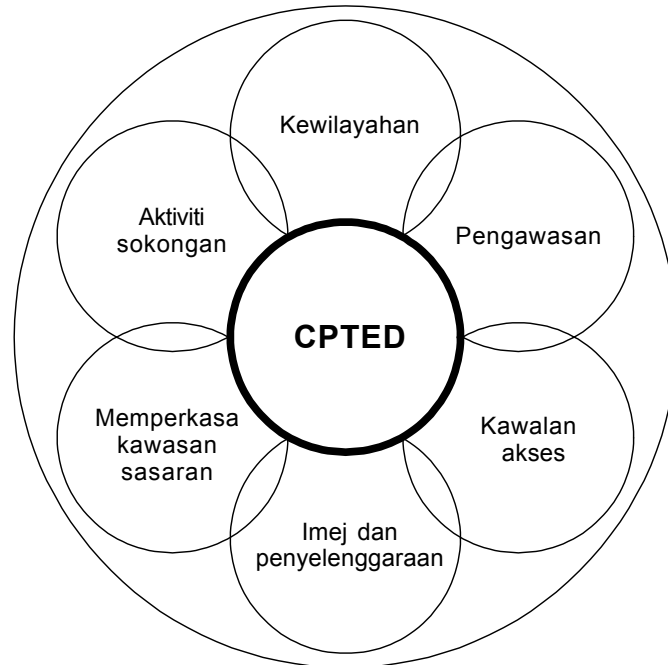 Kewilayahan
Aktiviti
sokongan
Pengawasan
CPTED
Memperkasa
kawasan
sasaran
Kawalan
akses
Imej dan
penyelenggaraan